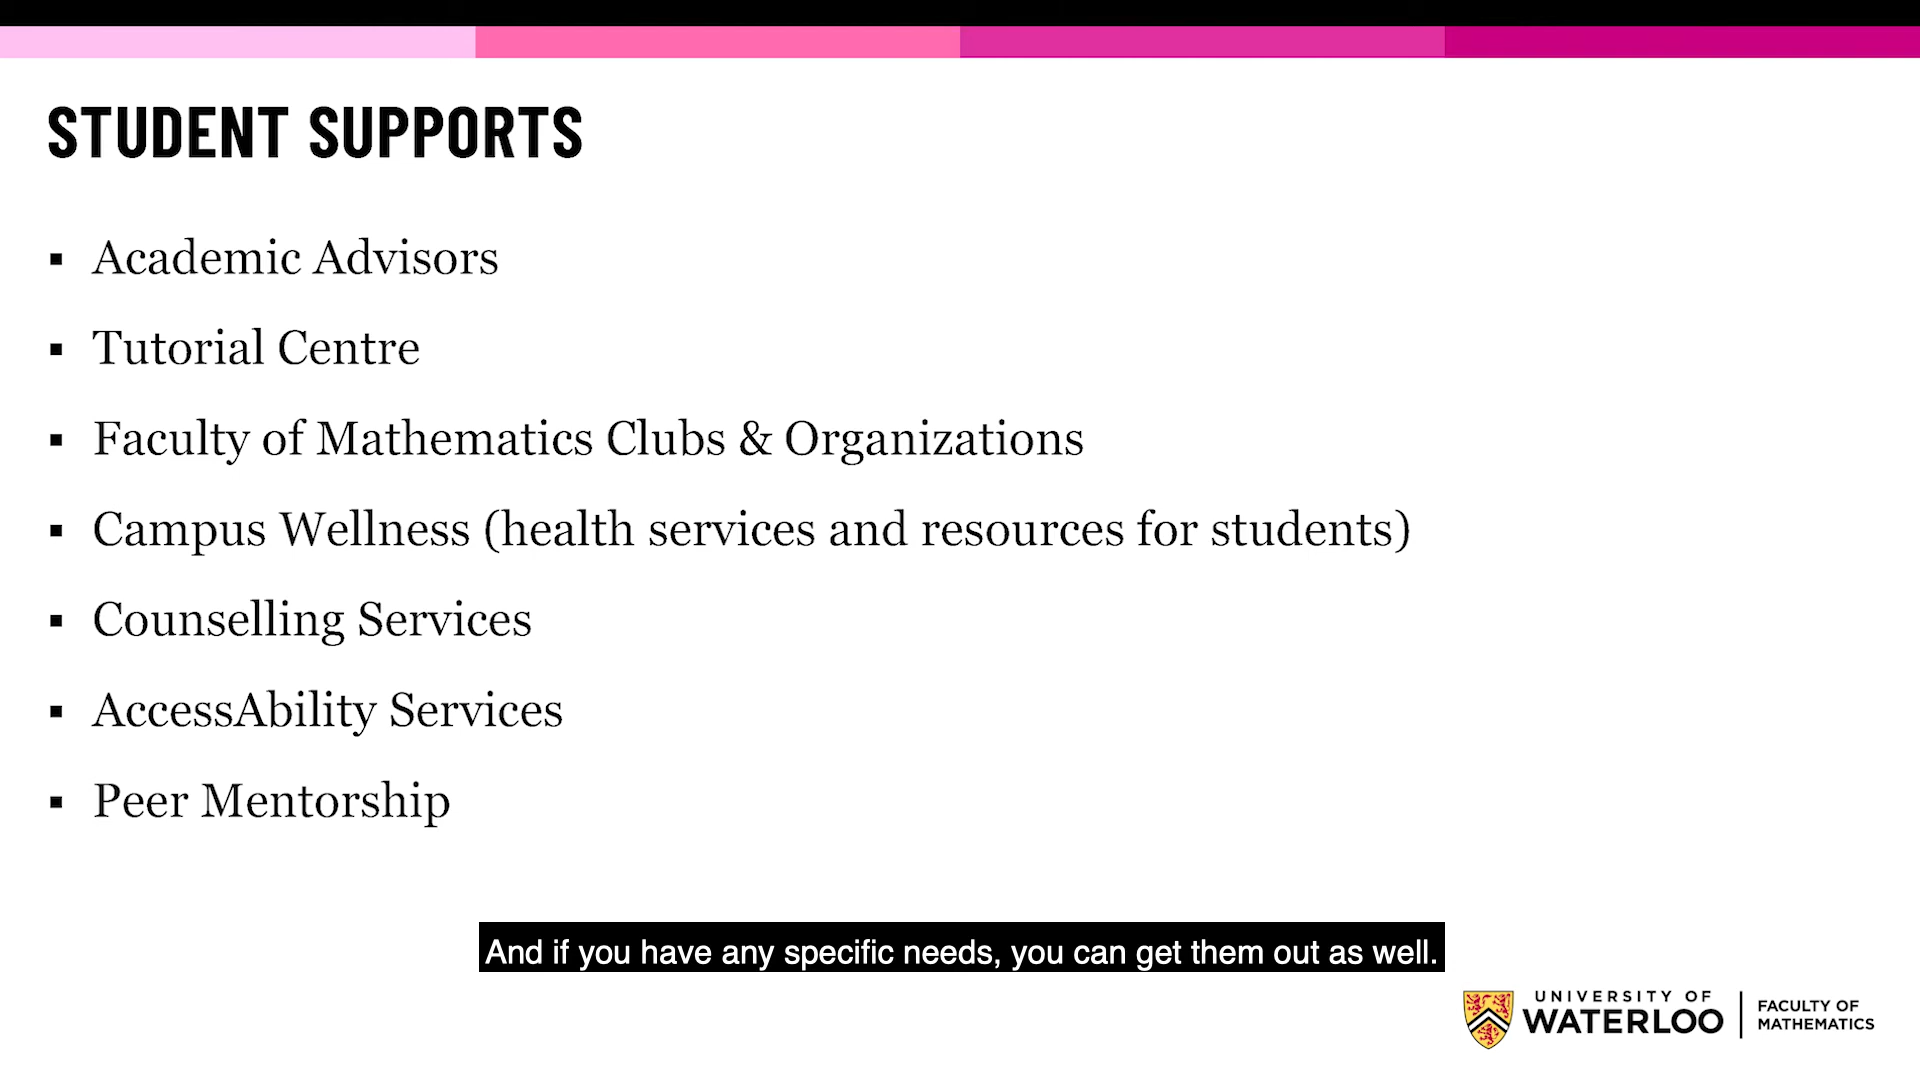 STUDENT SUPPORTS
▪ Academic Advisors
▪ Tutorial Centre
▪ Faculty of Mathematics Clubs & Organizations
▪ Campus Wellness (health services and resources for students)
▪ Counselling Services
▪ AccessAbility Services
▪ Peer Mentorship
And if you have any specific needs, you can get them out as well.
UNIVERSITY OF
WATERLOO
FACULTY OF
MATHEMATICS